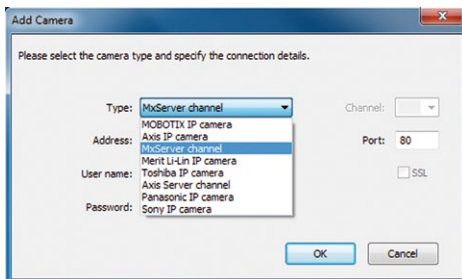 Add Camera
Please select the camera type and specify the connection details.
Type: MxServer channel Channel:
MOBOTIX IP camera
Axis IP camera
Address: MxServer channel Port: 80
Merit Li-Lin IP camera
User name: Toshiba IP camera SSL
Axis Server channel
Password: Panasonic IP camera
Sony IP camera
OK Cancel